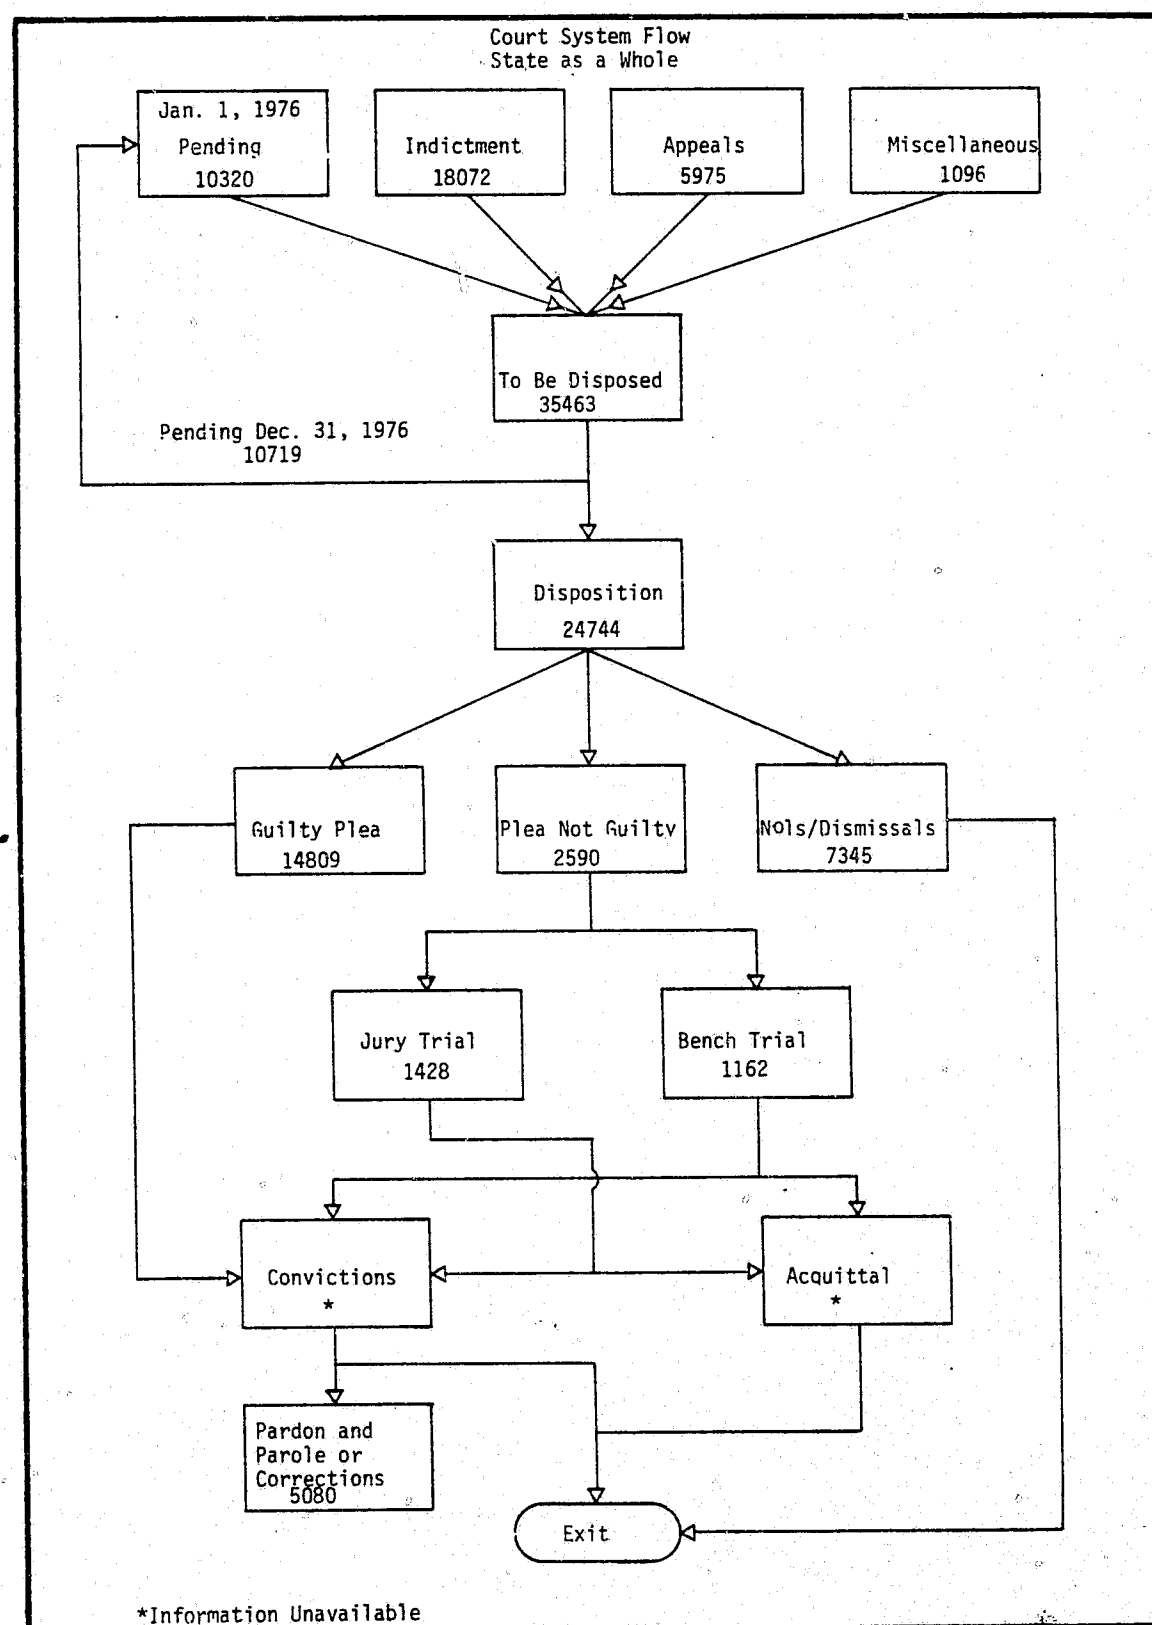 Court System Flow
State as a Whole
Jan. 1, 1976
Pending
10320
Indictment
18072
Appeals
5975
Miscellaneous
1096
To Be Disposed
35463
Pending Dec. 31, 1976
10719
Disposition
24744
Guilty Plea
14809
Plea Not Guilty
2590
Nols/Dismissals
7345
Jury Trial
1428
Bench Trial
1162
Convictions
*
Acquittal
*
Pardon and
Parole or
Corrections
5080
Exit
*Information Unavailable